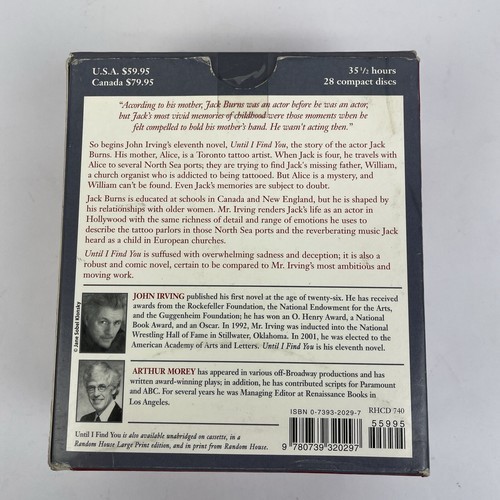 U.S.A. $59.95
Canada $79.95
35 1/2 hours
28 compact discs
"According to his mother, Jack Burns was an actor before he was an actor,
but Jack's most vivid memories of childhood were those moments when he
felt compelled to hold his mother's hand. He wasn't acting then."
So begins John Irving's eleventh novel, Until I Find You, the story of the actor Jack
Burns. His mother, Alice, is a Toronto tattoo artist. When Jack is four, he travels with
Alice to several North Sea ports; they are trying to find Jack's missing father, William,
a church organist who is addicted to being tattooed. But Alice is a mystery, and
William can't be found. Even Jack's memories are subject to doubt.
Jack Burns is educated at schools in Canada and New England, but he is shaped by
his relationships with older women. Mr. Irving renders Jack's life as an actor in
Hollywood with the same richness of detail and range of emotions he uses to
describe the tattoo parlors in those North Sea ports and the reverberating music Jack
heard as a child in European churches.
Until I Find You is suffused with overwhelming sadness and deception; it is also a
robust and comic novel, certain to be compared to Mr. Irving's most ambitious and
moving work.
© Jane Sobel Klonsky
JOHN IRVING published his first novel at the age of twenty-six. He has received
awards from the Rockefeller Foundation, the National Endowment for the Arts,
and the Guggenheim Foundation; he has won an O. Henry Award, a National
Book Award, and an Oscar. In 1992, Mr. Irving was inducted into the National
Wrestling Hall of Fame in Stillwater, Oklahoma. In 2001, he was elected to the
American Academy of Arts and Letters. Until I Find You is his eleventh novel.
ARTHUR MOREY has appeared in various off-Broadway productions and has
written award-winning plays; in addition, he has contributed scripts for Paramount
and ABC. For several years he was Managing Editor at Renaissance Books in
Los Angeles.
ISBN 0-7393-2029-7
RHCD 740
55995
9 780739 320297
Until I Find You is also available unabridged on cassette, in a
Random House Large Print edition, and in print from Random House.